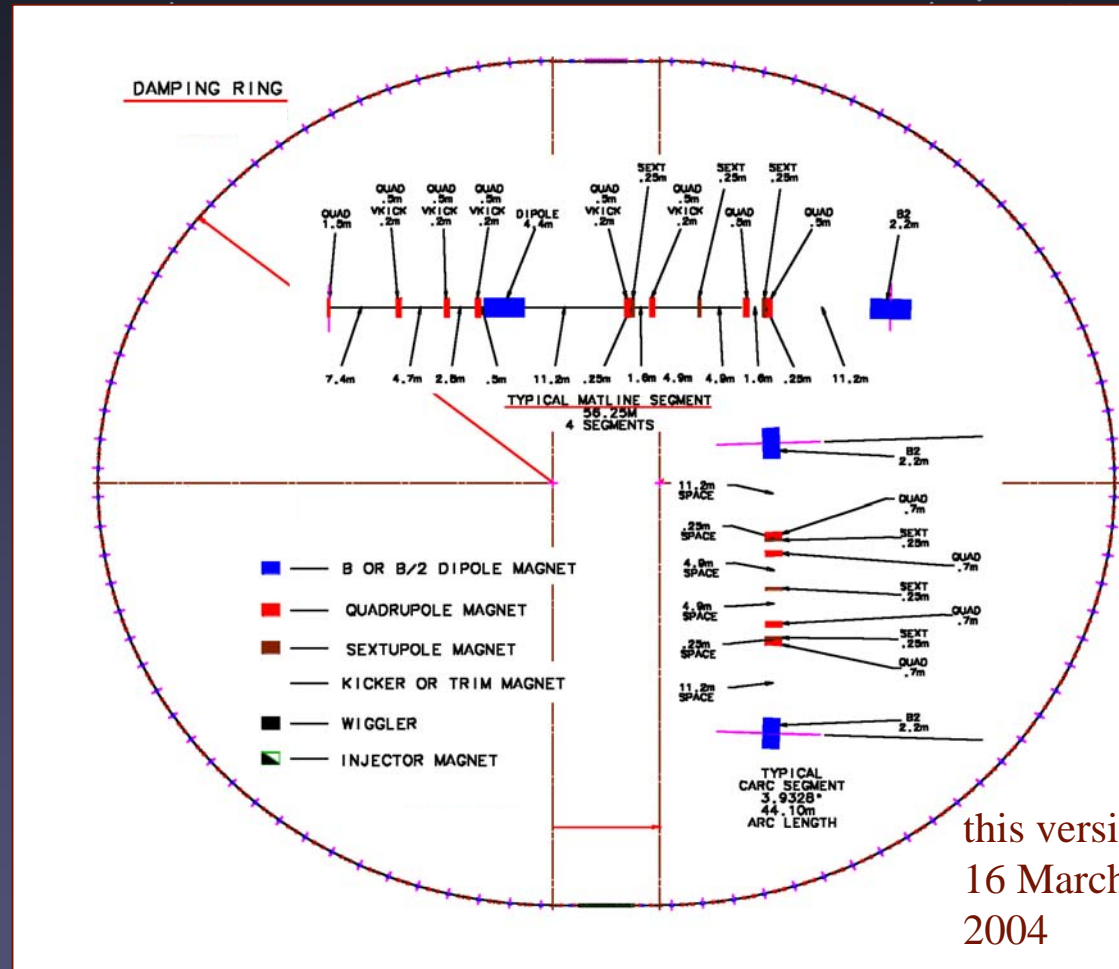 DAMPING RING
QUAD
1.5m
QUAD
.5m
VKICK
.2m
QUAD
.5m
VKICK
.2m
QUAD
.5m
VKICK
.2m
DIPOLE
4.4m
QUAD
.5m
VKICK
.2m
SEXT
.25m
QUAD
.5m
VKICK
.2m
SEXT
.25m
QUAD
.5m
SEXT
.25m
QUAD
.5m
B2
2.2m
7.4m 4.7m 2.6m .5m 11.2m .25m 1.6m 4.9m 4.9m 1.6m .25m 11.2m
TYPICAL MATLINE SEGMENT
56.25M
4 SEGMENTS
B2
2.2m
11.2m
SPACE
QUAD
.7m
.25m
SPACE
SEXT
.25m
QUAD
.7m
4.9m
SPACE
SEXT
.25m
4.9m
SPACE
QUAD
.7m
.25m
SPACE
SEXT
.25m
QUAD
.7m
11.2m
SPACE
B2
2.2m
B OR B/2 DIPOLE MAGNET
QUADRUPOLE MAGNET
SEXTUPOLE MAGNET
KICKER OR TRIM MAGNET
WIGGLER
INJECTOR MAGNET
TYPICAL
CARC SEGMENT
3.9328°
44.10m
ARC LENGTH
this versi
16 March
2004